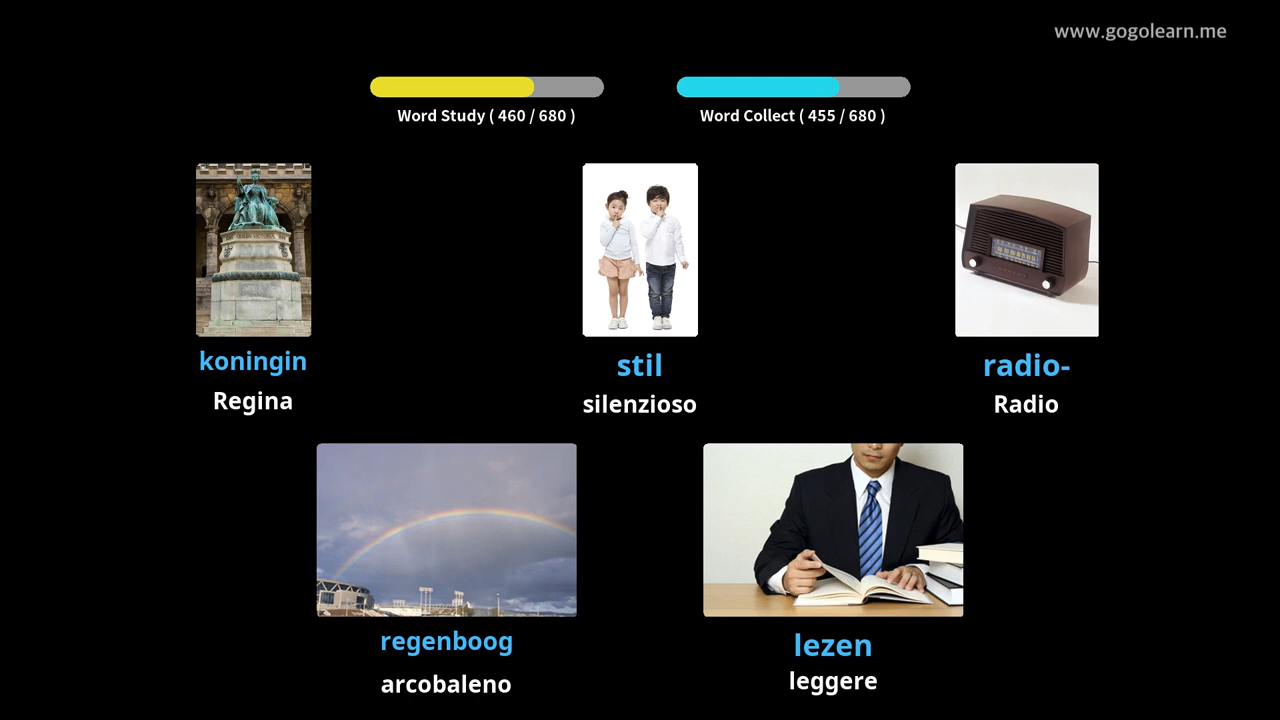 www.gogolearn.me
Word Study ( 460 / 680 )
Word Collect ( 455 / 680 )
koningin
Regina
stil
silenzioso
radio-
Radio
regenboog
arcobaleno
lezen
leggere